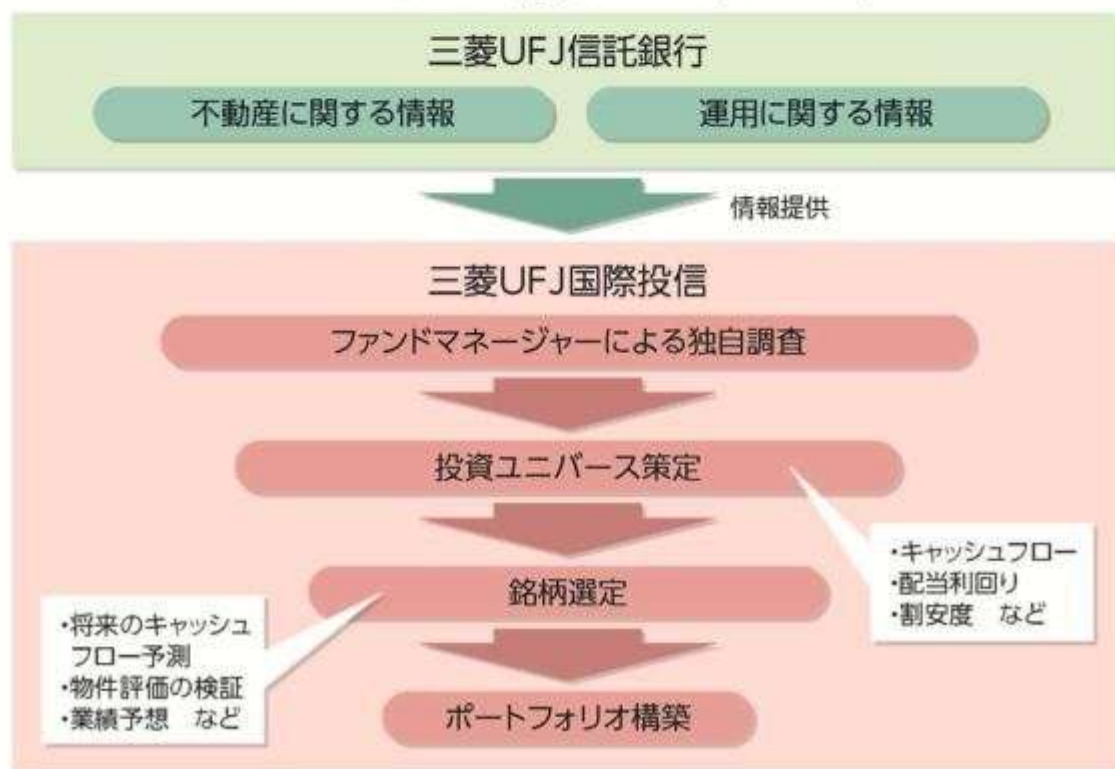 三菱UFJ信託銀行
不動産に関する情報
運用に関する情報
情報提供
三菱UFJ国際投信
ファンドマネージャーによる独自調査
投資ユニバース策定
・キャッシュフロー
・配当利回り
・割安度 など
銘柄選定
・将来のキャッシュ
フロー予測
・物件評価の検証
・業績予想 など
ポートフォリオ構築